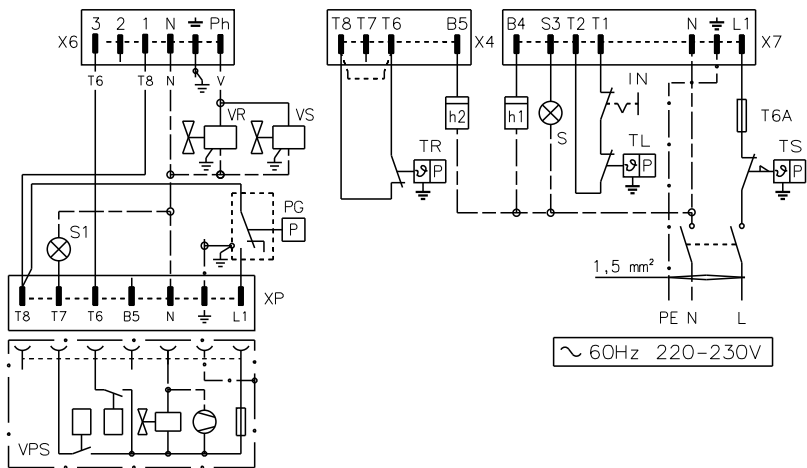 3 2 1 N Ph
X6
T6 T8 N V
VR VS
T8 T7 T6 B5
X4
h2
TR
P
B4 S3 T2 T1 N L1
X7
h1
S
IN
TL
P
T6A
TS
P
PG
P
S1
XP
T8 T7 T6 B5 N L1
VPS
1,5 mm²
PE N L
60Hz 220-230V